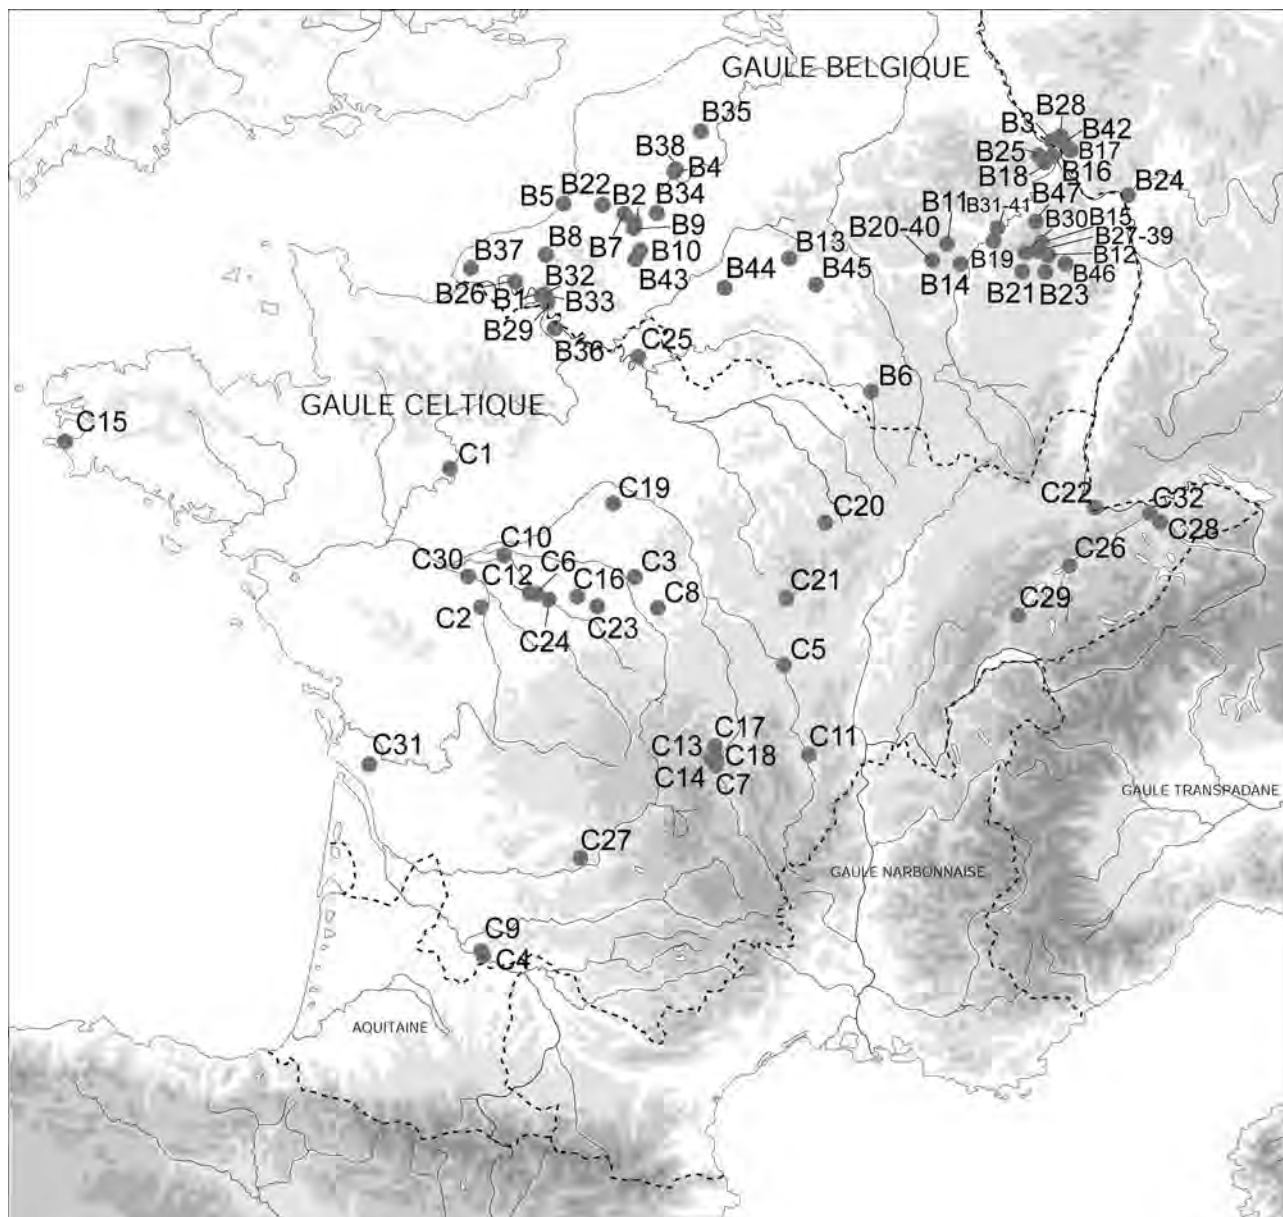 GAULE BELGIQUE
B35
B28
B3
B42
B38
B4
B25
B17
B18
B16
B5
B22
B2
B34
B24
B11
B31-41
B47
B30
B15
B9
B20-40
B27-39
B7
B8
B10
B13
B19
B12
B37
B43
B44
B45
B14
B21
B23
B46
B26
B1
B32
B33
B29
B36
C25
B6
GAULE CELTIQUE
C15
C1
C19
C20
C22
C32
C28
C10
C30
C12
C6
C16
C3
C26
C2
C24
C23
C8
C21
C29
C5
C31
C17
C13
C18
C14
C7
C11
GAULE TRANSPADANE
C27
GAULE NARBONNAISE
C9
C4
AQUITAINE